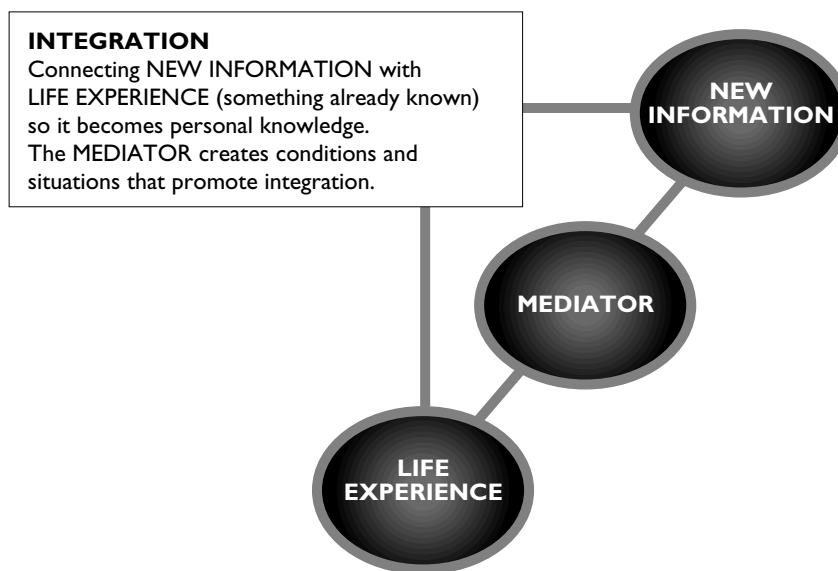 INTEGRATION
Connecting NEW INFORMATION with
LIFE EXPERIENCE (something already known)
so it becomes personal knowledge.
The MEDIATOR creates conditions and
situations that promote integration.
NEW
INFORMATION
MEDIATOR
LIFE
EXPERIENCE